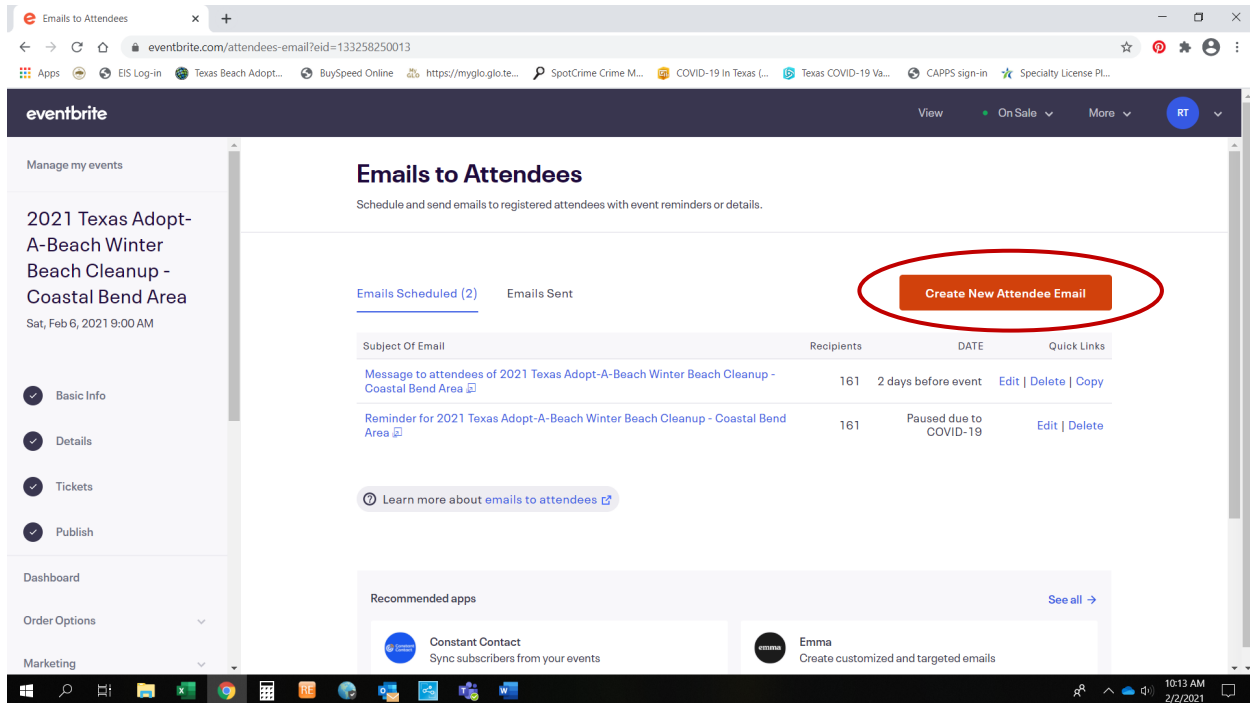 Emails to Attendees
eventbrite.com/attendees-email?eid=133258250013
Apps
EIS Log-in
Texas Beach Adopt...
BuySpeed Online
https://myglo.glo.te...
SpotCrime Crime M...
COVID-19 In Texas (...
Texas COVID-19 Va...
CAPPS sign-in
Specialty License Pl...
eventbrite
View
On Sale
More
RT
Manage my events
2021 Texas Adopt-
A-Beach Winter
Beach Cleanup -
Coastal Bend Area
Sat, Feb 6, 2021 9:00 AM
Basic Info
Details
Tickets
Publish
Dashboard
Order Options
Marketing
Emails to Attendees
Schedule and send emails to registered attendees with event reminders or details.
Emails Scheduled (2)
Emails Sent
Create New Attendee Email
Subject Of Email Recipients DATE Quick Links
Message to attendees of 2021 Texas Adopt-A-Beach Winter Beach Cleanup -
Coastal Bend Area
161 2 days before event Edit | Delete | Copy
Reminder for 2021 Texas Adopt-A-Beach Winter Beach Cleanup - Coastal Bend
Area
161 Paused due to
COVID-19
Edit | Delete
Learn more about emails to attendees
Recommended apps
See all →
Constant Contact
Constant Contact
Sync subscribers from your events
emma
Emma
Create customized and targeted emails
RE
10:13 AM
2/2/2021